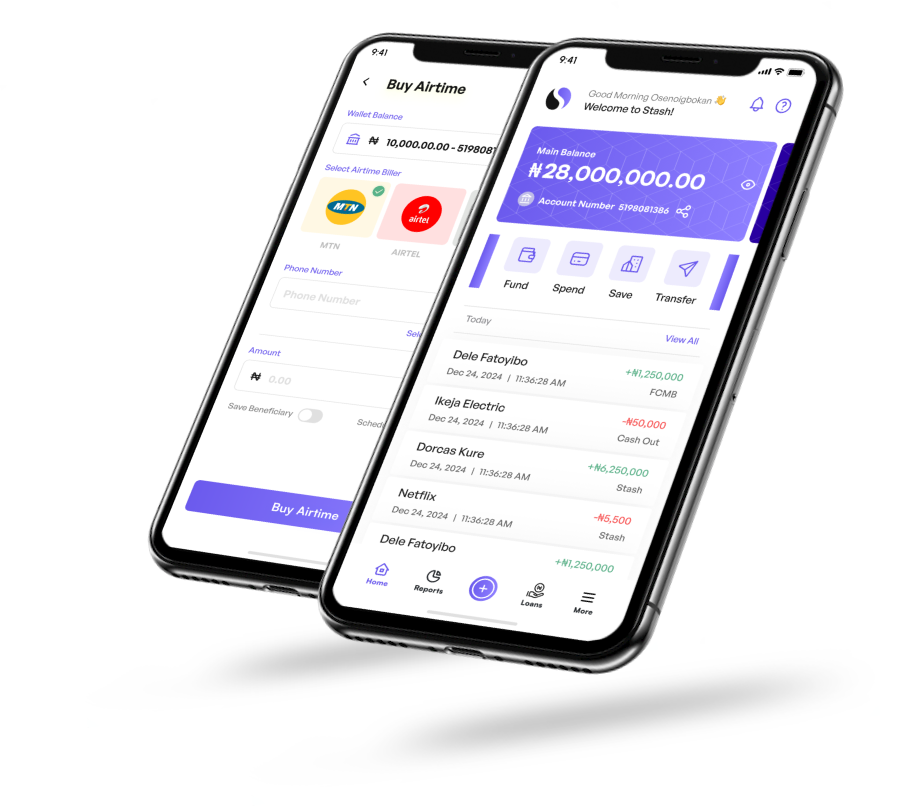 9:41
Buy Airtime
Wallet Balance
₦ 10,000.00.00 - 5198081
Select Airtime Biller
MTN
airtel
MTN
AIRTEL
Phone Number
Phone Number
Amount
₦ 0.00
Save Beneficiary
Buy Airtime
9:41
Good Morning Osenoigbokan 👋
Welcome to Stash!
Main Balance
₦28,000,000.00
Account Number 5198081386
Fund Spend Save Transfer
Today View All
Dele Fatoyibo +₦1,250,000
Dec 24, 2024 | 11:36:28 AM FCMB
Ikeja Electric -₦50,000
Dec 24, 2024 | 11:36:28 AM Cash Out
Dorcas Kure +₦6,250,000
Dec 24, 2024 | 11:36:28 AM Stash
Netflix -₦5,500
Dec 24, 2024 | 11:36:28 AM Stash
Dele Fatoyibo +₦1,250,000
Home Reports Loans More